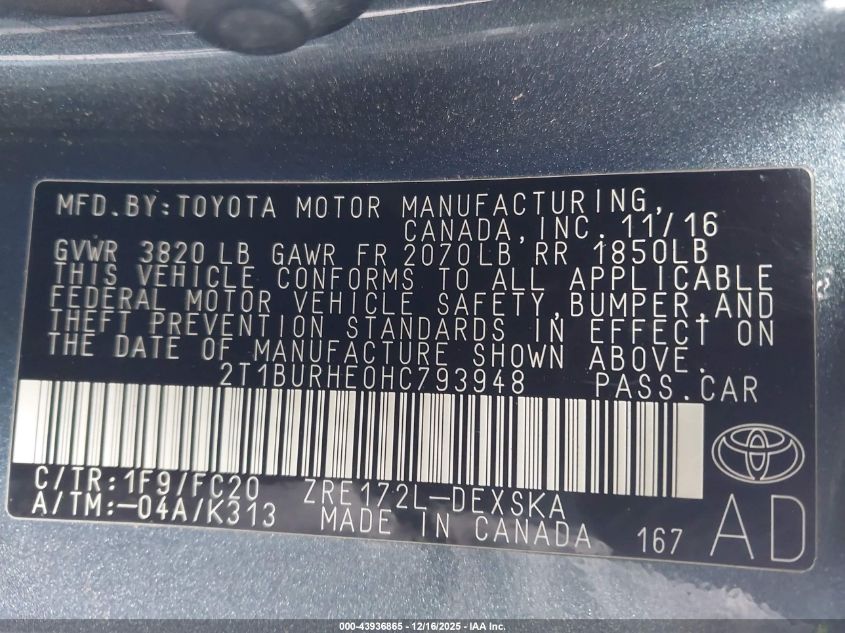 MFD.BY:TOYOTA MOTOR MANUFACTURING,
CANADA,INC. 11/16
GVWR 3820 LB GAWR FR 2070LB RR 1850LB
THIS VEHICLE CONFORMS TO ALL APPLICABLE
FEDERAL MOTOR VEHICLE SAFETY,BUMPER,AND
THEFT PREVENTION STANDARDS IN EFFECT ON
THE DATE OF MANUFACTURE SHOWN ABOVE.
2T1BURHE0HC793948 PASS.CAR
C/TR:1F9/FC20 ZRE172L-DEXSKA
A/TM:-04A/K313 MADE IN CANADA 167 AD
000-43936865 - 12/16/2025 - IAA Inc.